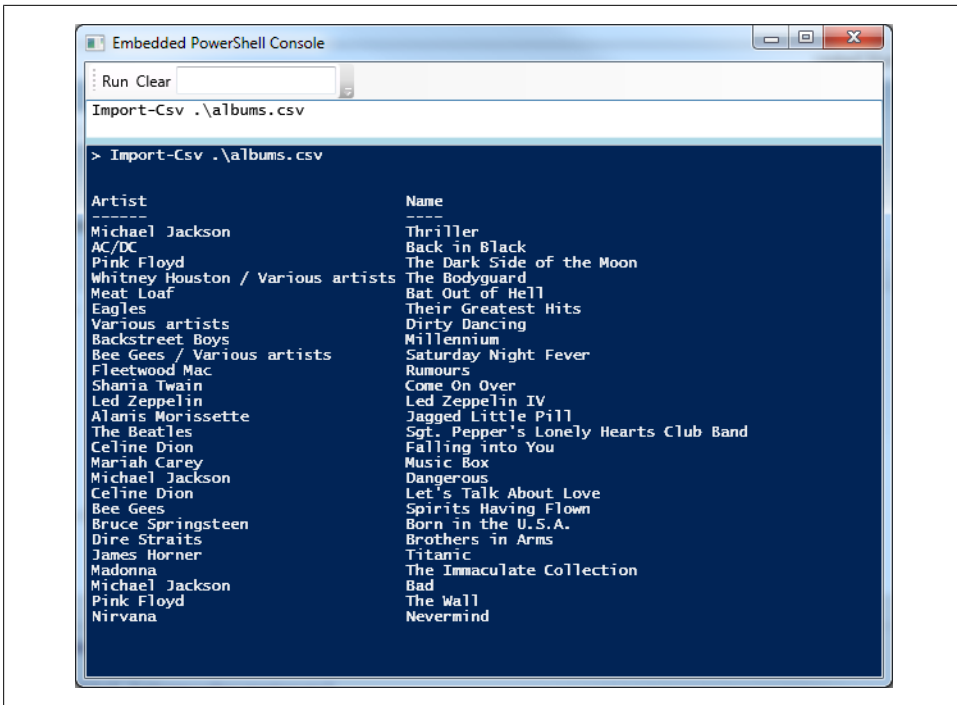 Embedded PowerShell Console
Run Clear
Import-Csv .\albums.csv
> Import-Csv .\albums.csv
Artist Name
------ ----
Michael Jackson Thriller
AC/DC Back in Black
Pink Floyd The Dark Side of the Moon
Whitney Houston / Various artists The Bodyguard
Meat Loaf Bat Out of Hell
Eagles Their Greatest Hits
Various artists Dirty Dancing
Backstreet Boys Millennium
Bee Gees / Various artists Saturday Night Fever
Fleetwood Mac Rumours
Shania Twain Come On Over
Led Zeppelin Led Zeppelin IV
Alanis Morissette Jagged Little Pill
The Beatles Sgt. Pepper's Lonely Hearts Club Band
Celine Dion Falling into You
Mariah Carey Music Box
Michael Jackson Dangerous
Celine Dion Let's Talk About Love
Bee Gees Spirits Having Flown
Bruce Springsteen Born in the U.S.A.
Dire Straits Brothers in Arms
James Horner Titanic
Madonna The Immaculate Collection
Michael Jackson Bad
Pink Floyd The Wall
Nirvana Nevermind